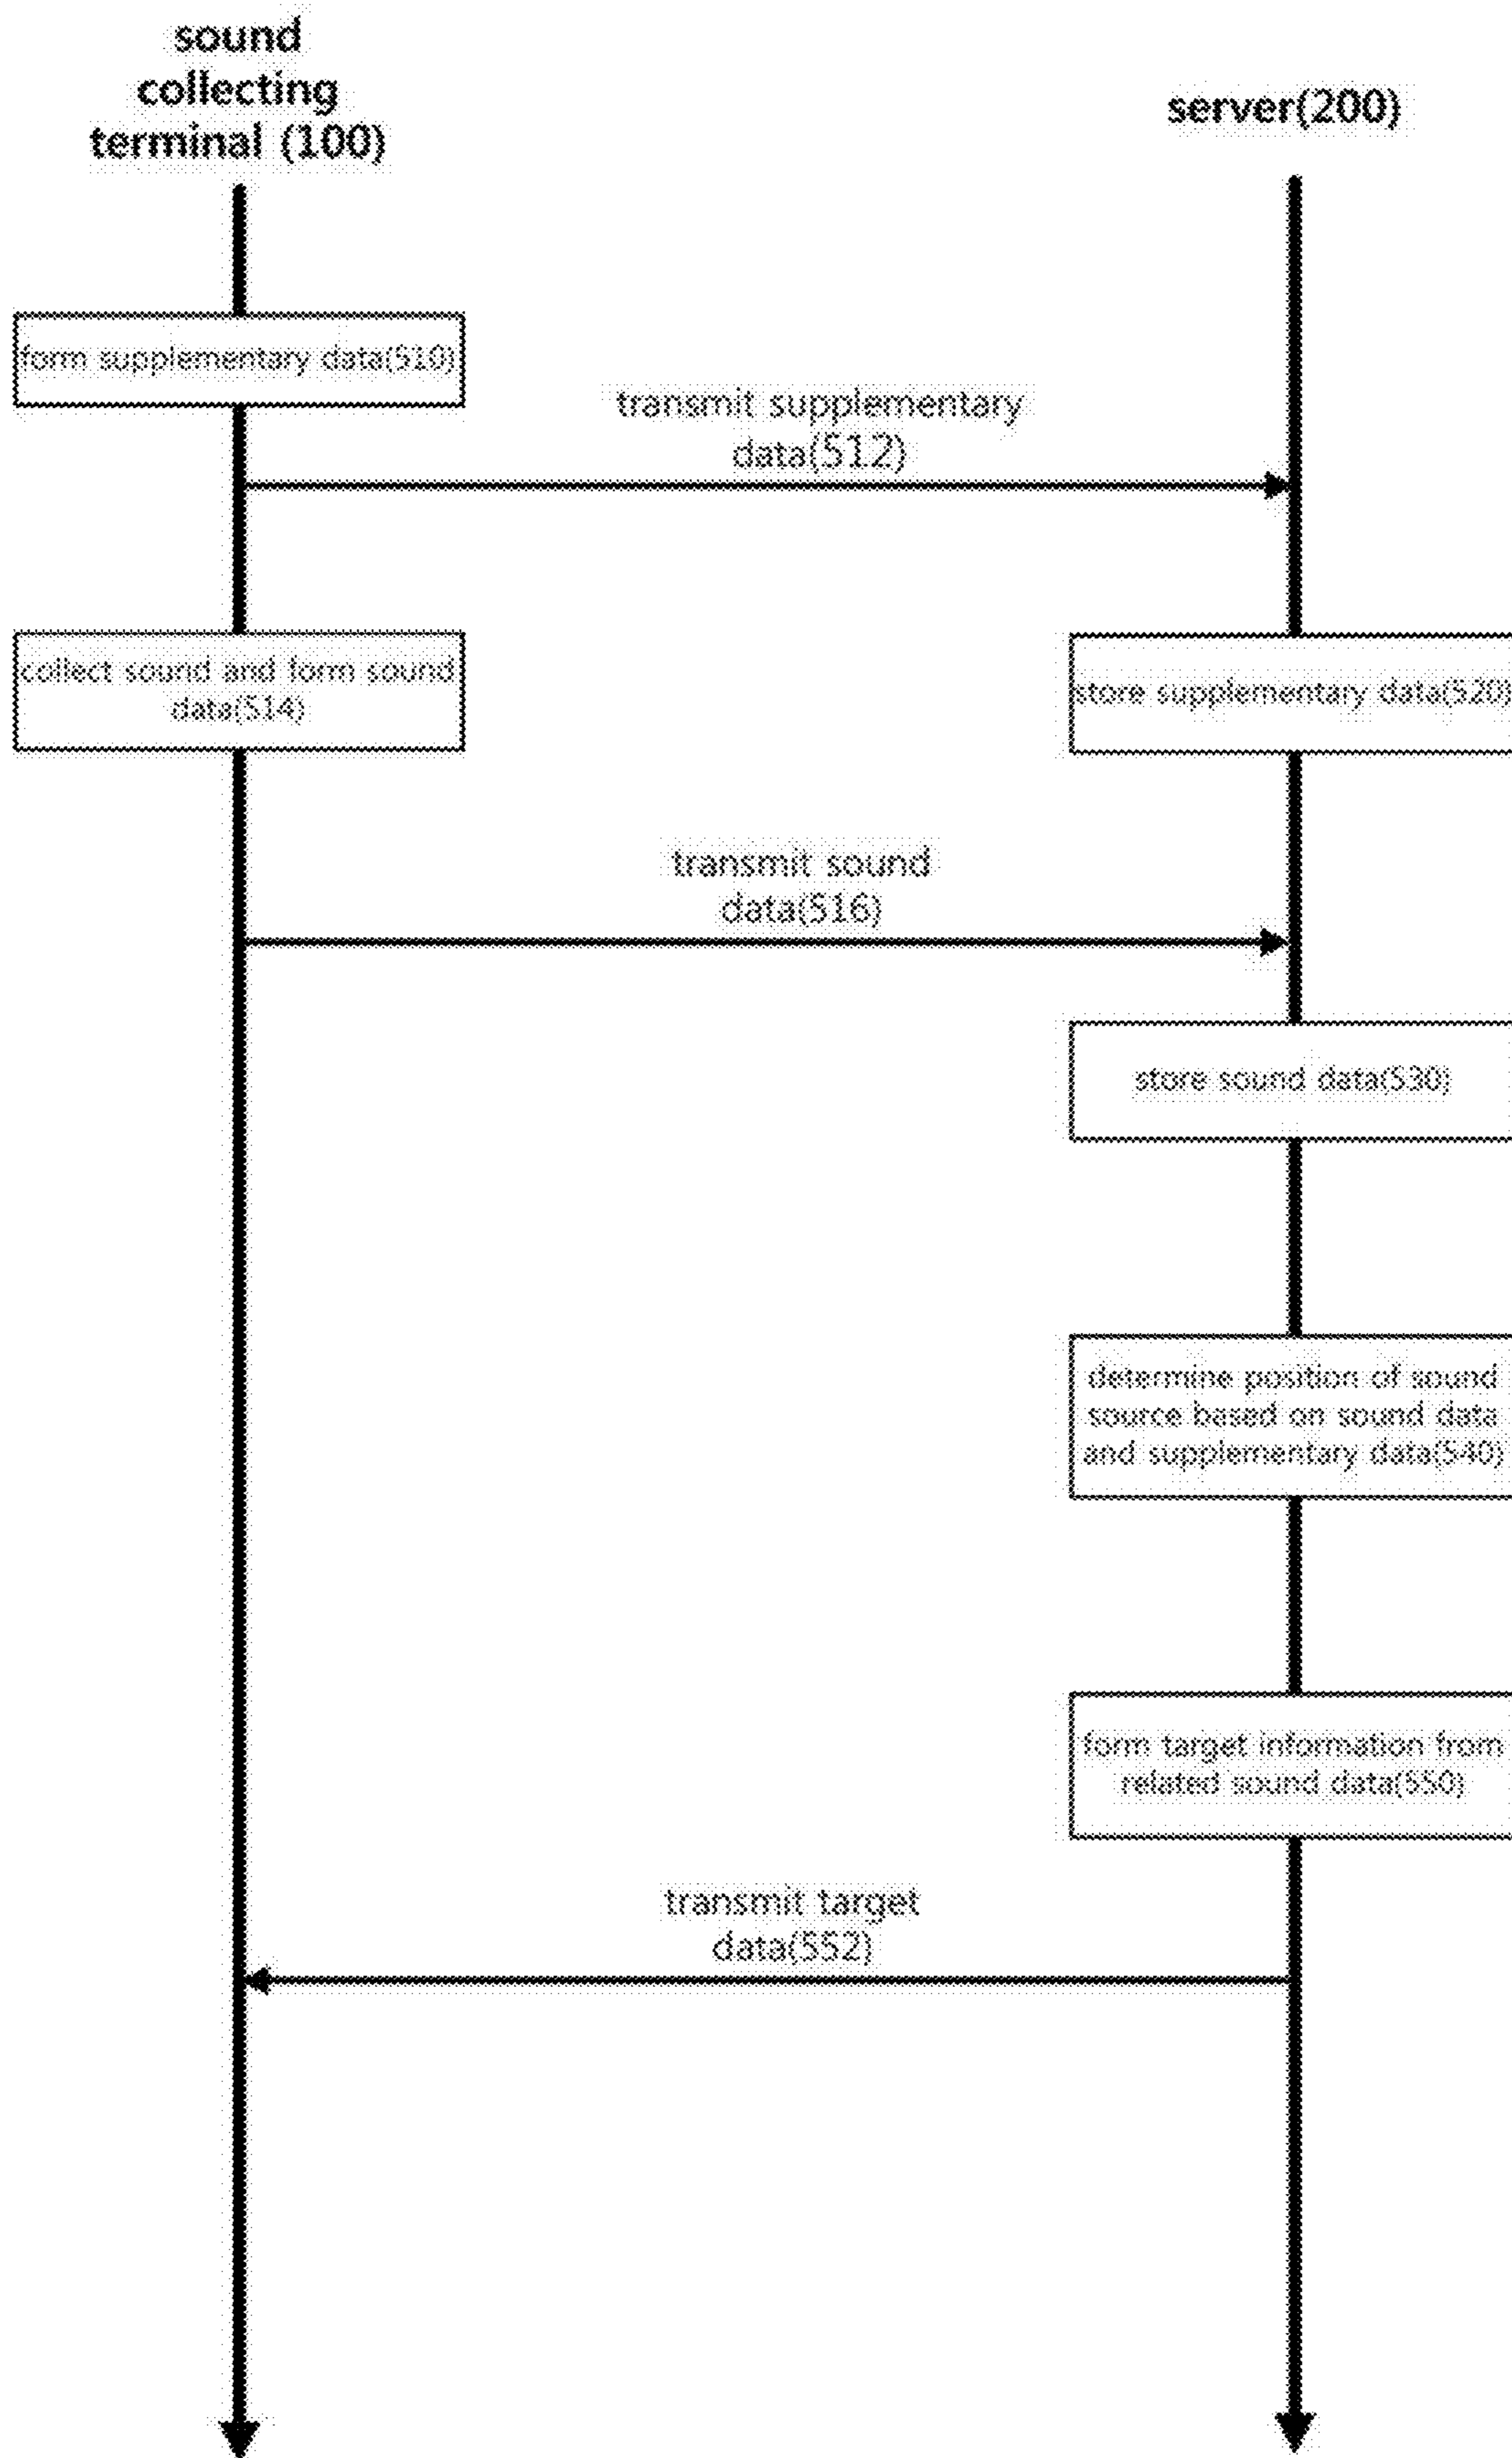 sound
collecting
terminal (100)
server(200)
form supplementary data(510)
transmit supplementary
data(512)
collect sound and form sound
data(514)
store supplementary data(520)
transmit sound
data(516)
store sound data(530)
determine position of sound
source based on sound data
and supplementary data(540)
form target information from
related sound data(550)
transmit target
data(552)